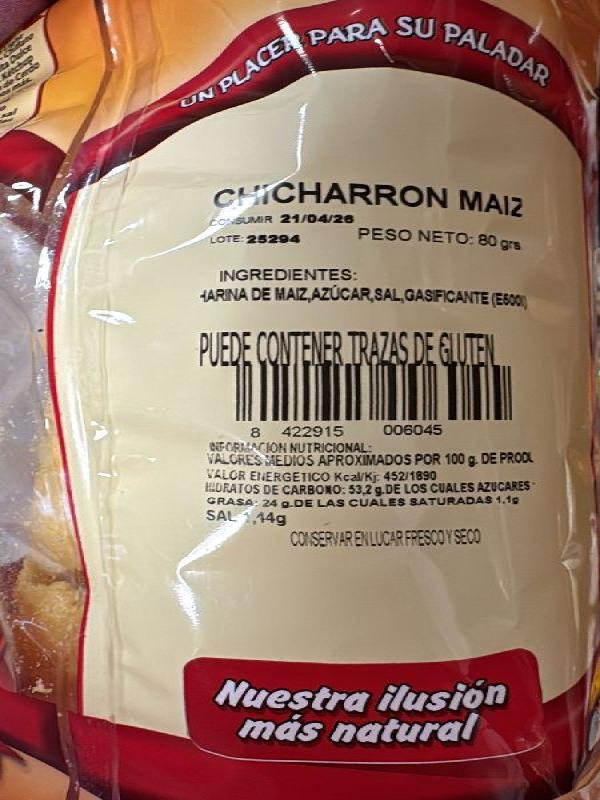 UN PLACER PARA SU PALADAR
CHICHARRON MAIZ
CONSUMIR 21/04/26
LOTE: 25294 PESO NETO: 80 grs
INGREDIENTES:
HARINA DE MAIZ,AZÚCAR,SAL,GASIFICANTE (E500I)
PUEDE CONTENER TRAZAS DE GLUTEN
8 422915 006045
INFORMACION NUTRICIONAL:
VALORES MEDIOS APROXIMADOS POR 100 g. DE PRODU
VALOR ENERGETICO Kcal/Kj: 452/1890
HIDRATOS DE CARBONO: 53,2 g.DE LOS CUALES AZUCARES
GRASA: 24 g.DE LAS CUALES SATURADAS 1.1g
SAL 1,14g
CONSERVAR EN LUCAR FRESCO Y SECO
Nuestra ilusión
más natural